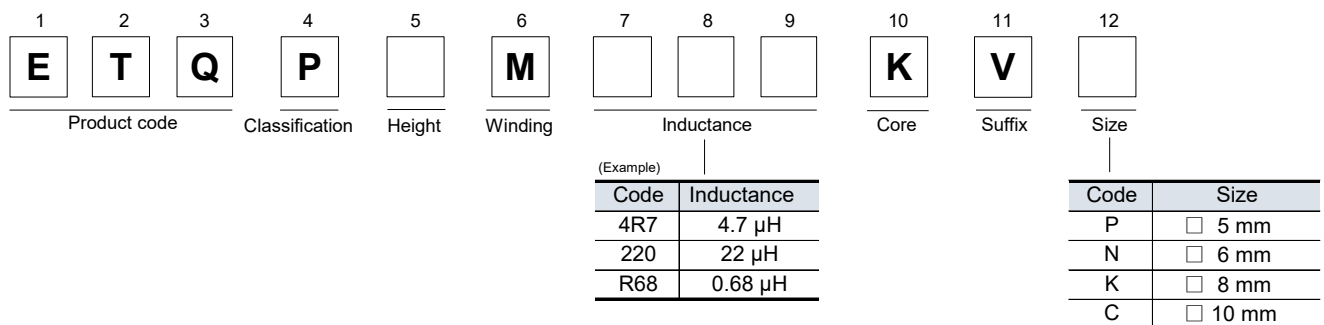 1 2 3 4 5 6 7 8 9 10 11 12
E T Q P M K V
Product code Classification Height Winding Inductance Core Suffix Size
(Example)
Code Inductance
4R7 4.7 µH
220 22 µH
R68 0.68 µH
Code Size
P □ 5 mm
N □ 6 mm
K □ 8 mm
C □ 10 mm